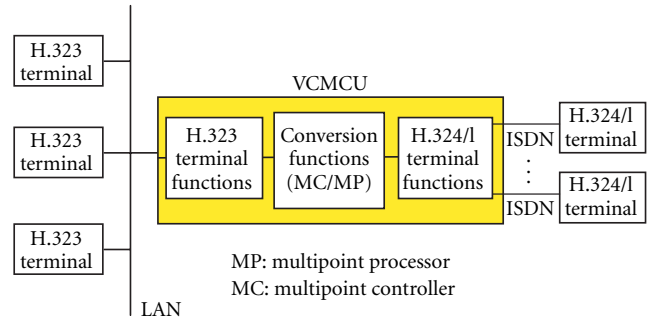 H.323
terminal
VCMCU
H.323
terminal
H.323
terminal
functions
Conversion
functions
(MC/MP)
H.324/l
terminal
functions
ISDN
H.324/l
terminal
ISDN
H.324/l
terminal
H.323
terminal
MP: multipoint processor
MC: multipoint controller
LAN